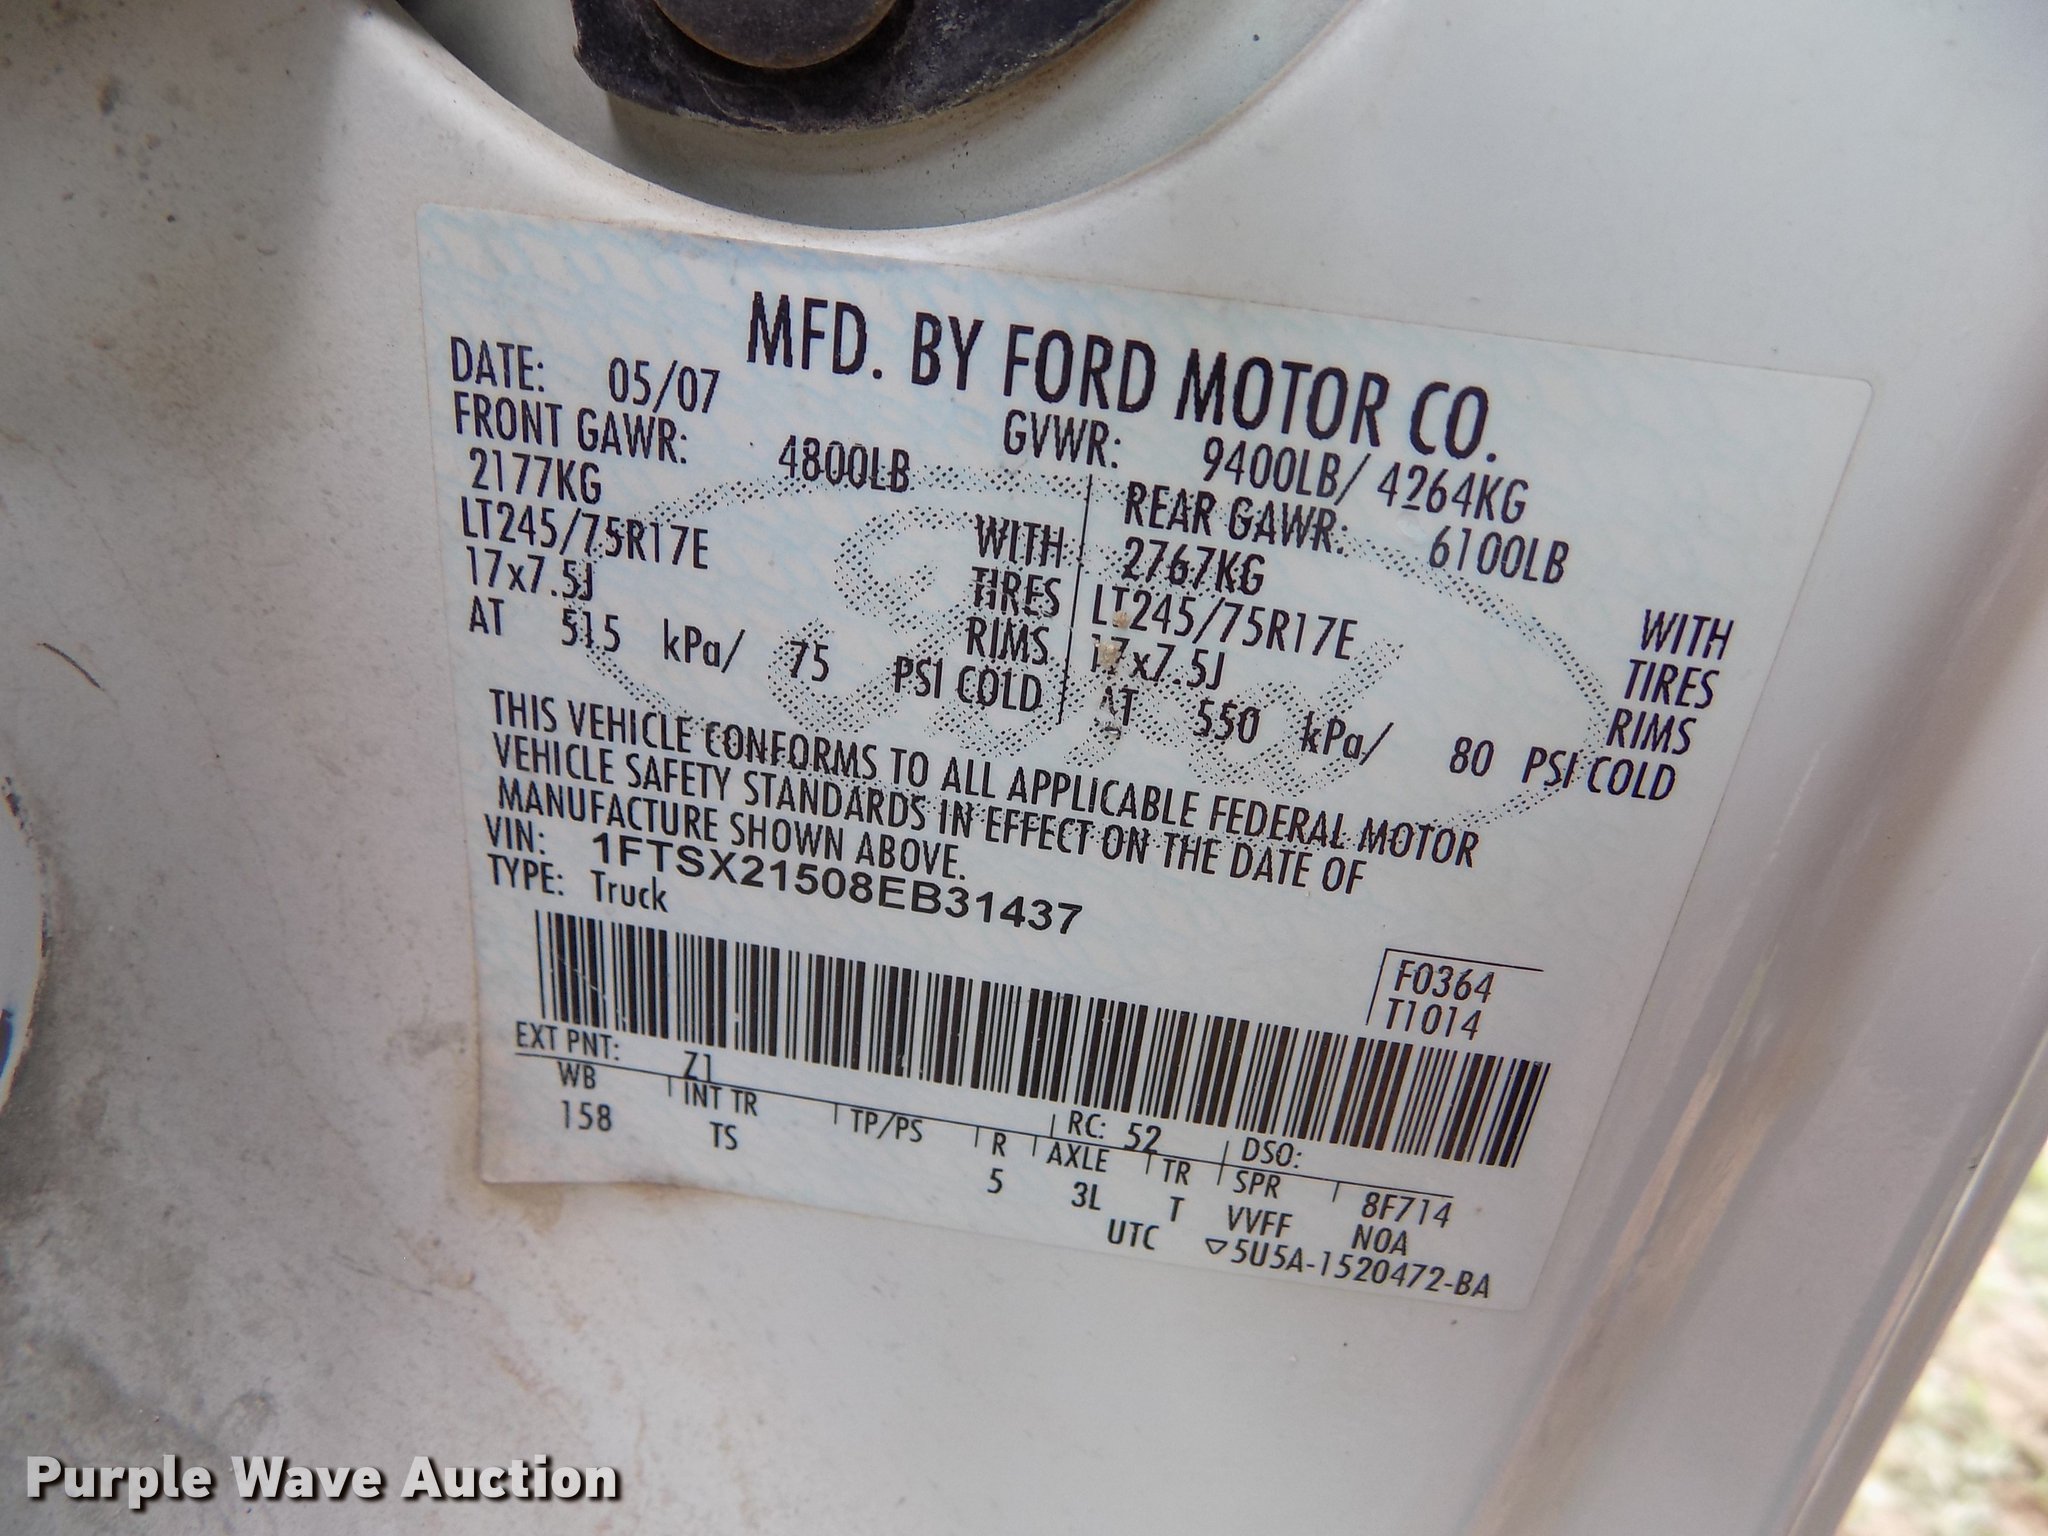 MFD. BY FORD MOTOR CO.
DATE: 05/07 GVWR: 9400LB/ 4264KG
FRONT GAWR: 4800LB REAR GAWR: 6100LB
2177KG WITH 2767KG WITH
LT245/75R17E TIRES LT245/75R17E TIRES
17x7.5J RIMS 17x7.5J RIMS
AT 515 kPa/ 75 PSI COLD AT 550 kPa/ 80 PSI COLD
THIS VEHICLE CONFORMS TO ALL APPLICABLE FEDERAL MOTOR
VEHICLE SAFETY STANDARDS IN EFFECT ON THE DATE OF
MANUFACTURE SHOWN ABOVE.
VIN: 1FTSX21508EB31437
TYPE: Truck
F0364
T1014
EXT PNT: Z1 RC: 52 DSO:
WB INT TR TP/PS R AXLE TR SPR 8F714
158 TS 5 3L T VVFF NOA
UTC ▽5U5A-1520472-BA
Purple Wave Auction